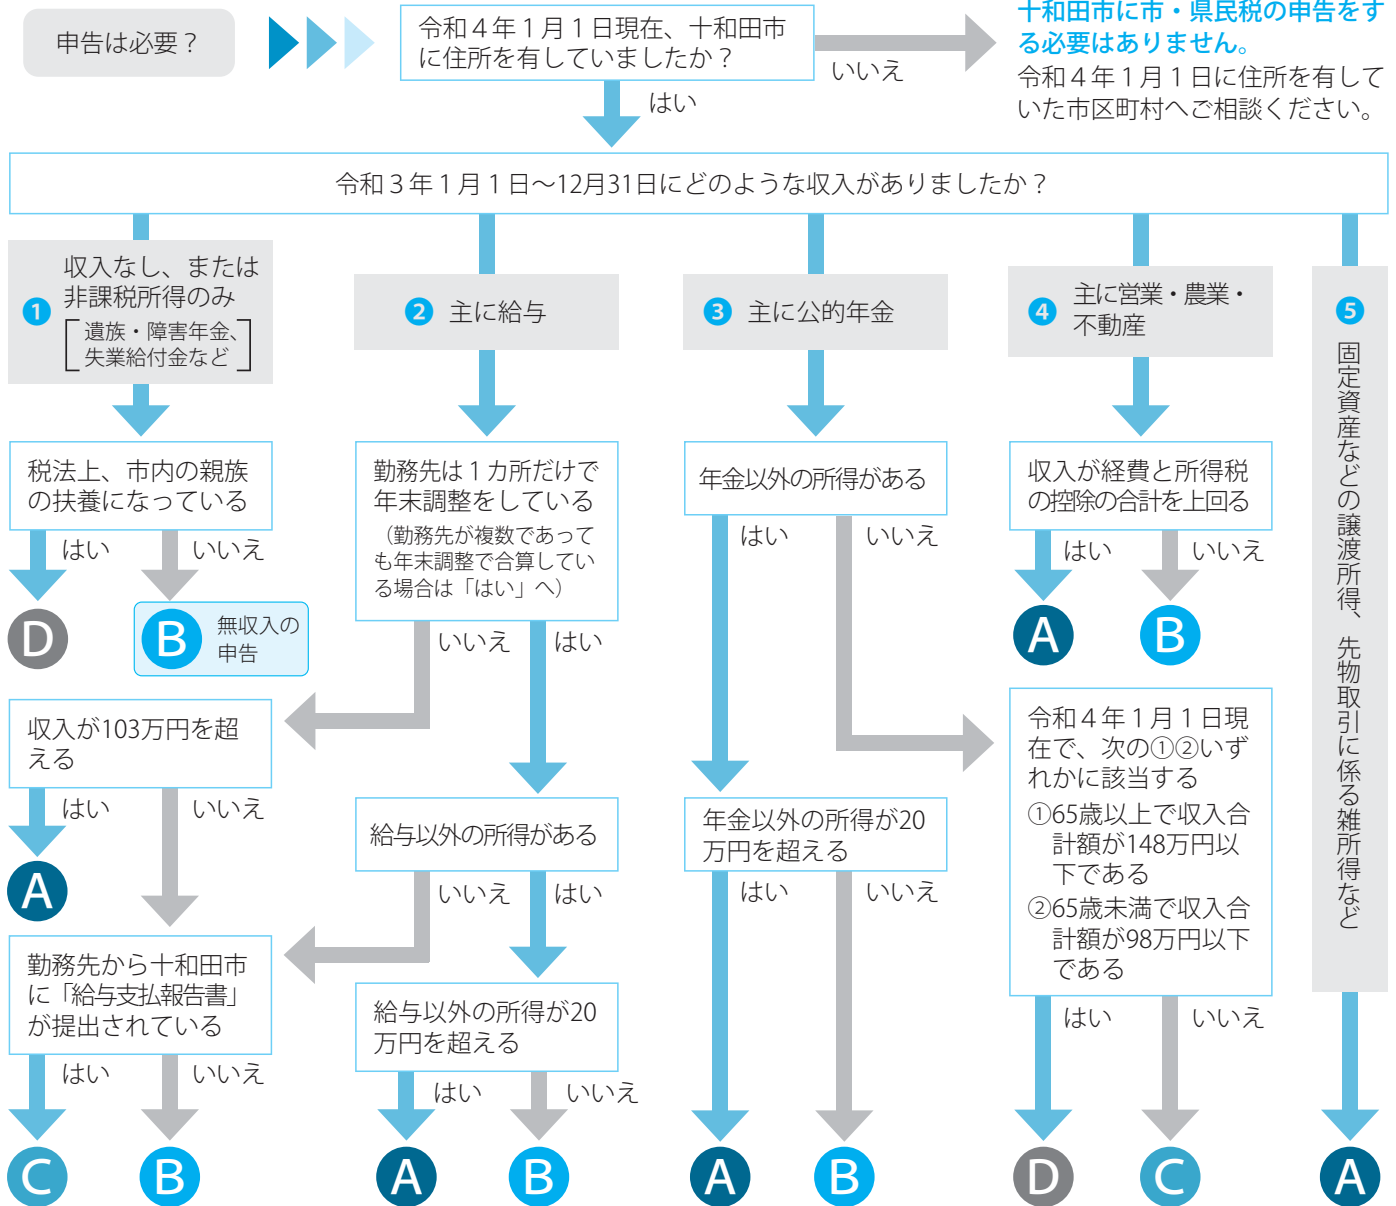 申告は必要？
令和４年１月１日現在、十和田市
に住所を有していましたか？
いいえ
十和田市に市・県民税の申告をす
る必要はありません。
令和４年１月１日に住所を有して
いた市区町村へご相談ください。
はい
令和３年１月１日～12月31日にどのような収入がありましたか？
❶
収入なし、または
非課税所得のみ
遺族・障害年金、
失業給付金など
❷ 主に給与
❸ 主に公的年金
❹
主に営業・農業・
不動産
❺
固定資産などの譲渡所得、先物取引に係る雑所得など
税法上、市内の親族
の扶養になっている
はい
いいえ
D
B
無収入の
申告
勤務先は１カ所だけで
年末調整をしている
（勤務先が複数であって
も年末調整で合算してい
る場合は「はい」へ）
いいえ
はい
年金以外の所得がある
はい
いいえ
収入が経費と所得税
の控除の合計を上回る
はい
いいえ
A
B
収入が103万円を超
える
はい
いいえ
A
給与以外の所得がある
いいえ
はい
年金以外の所得が20
万円を超える
はい
いいえ
令和４年１月１日現
在で、次の①②いず
れかに該当する
①65歳以上で収入合
計額が148万円以
下である
②65歳未満で収入合
計額が98万円以下
である
はい
いいえ
勤務先から十和田市
に「給与支払報告書」
が提出されている
はい
いいえ
給与以外の所得が20
万円を超える
はい
いいえ
C
B
A
B
A
B
D
C
A